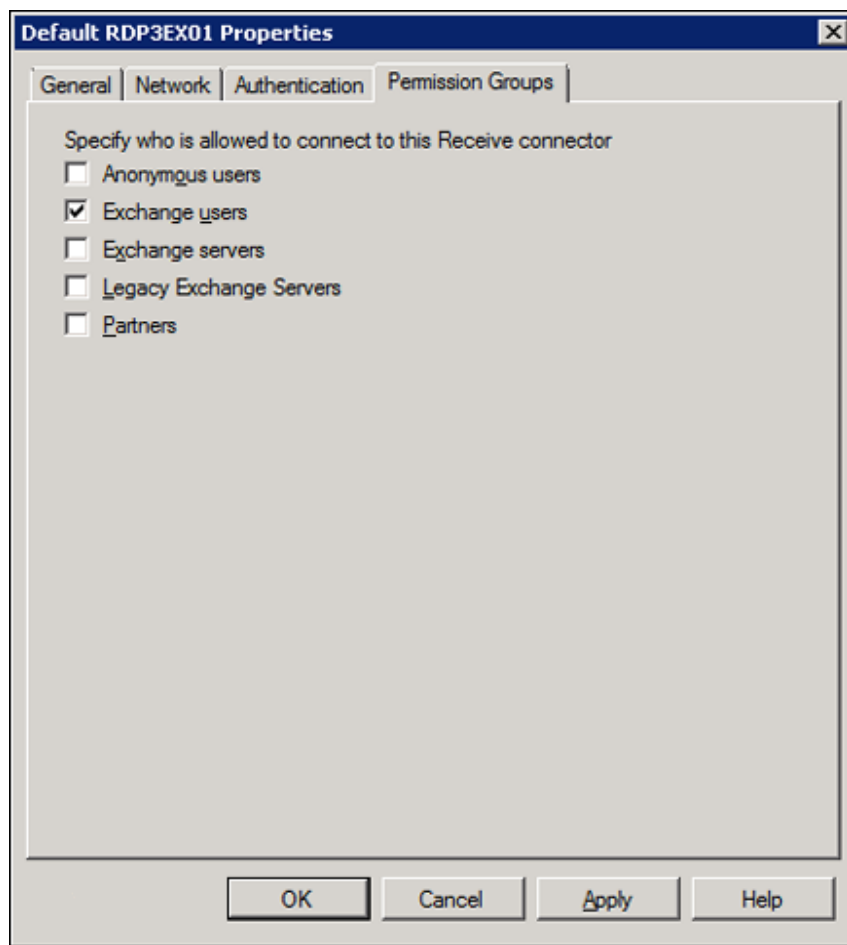 Default RDP3EX01 Properties
General Network Authentication Permission Groups
Specify who is allowed to connect to this Receive connector
Anonymous users
Exchange users
Exchange servers
Legacy Exchange Servers
Partners
OK Cancel Apply Help